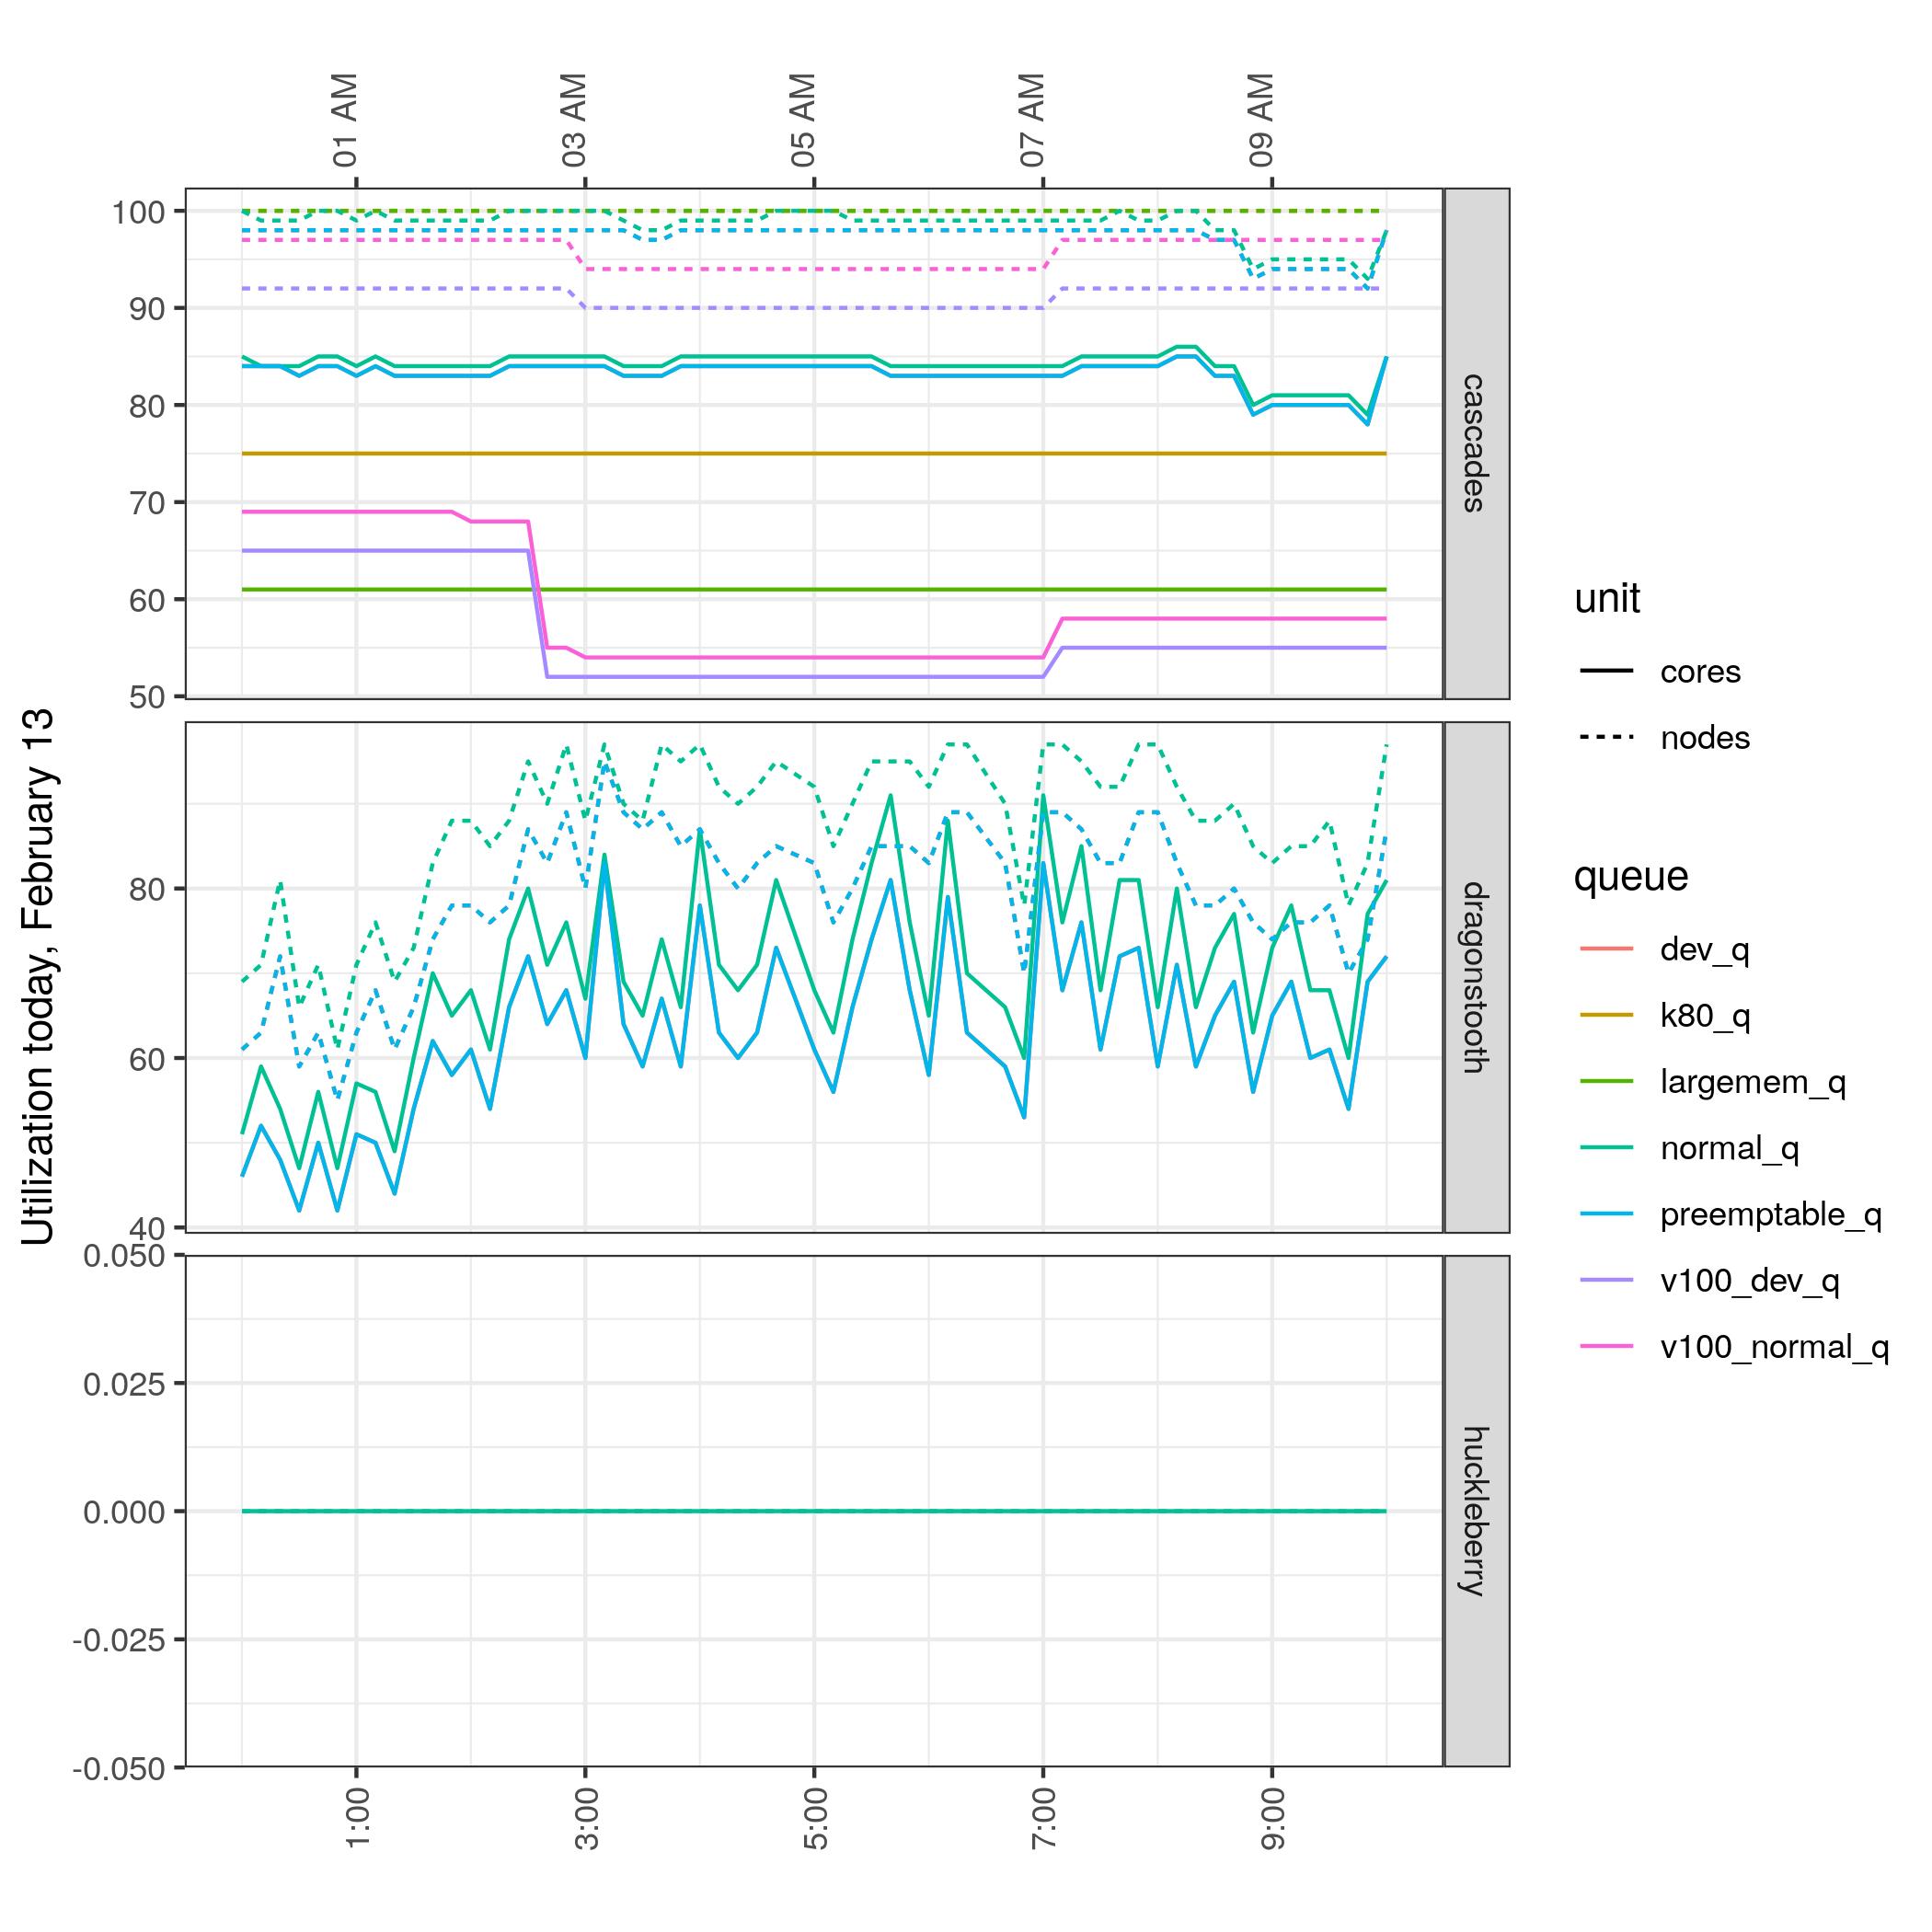 01 AM
03 AM
05 AM
07 AM
09 AM
Utilization today, February 13
100
90
80
70
60
50
cascades
80
60
40
dragonstooth
0.050
0.025
0.000
-0.025
-0.050
huckleberry
1:00
3:00
5:00
7:00
9:00
unit
cores
nodes
queue
dev_q
k80_q
largemem_q
normal_q
preemptable_q
v100_dev_q
v100_normal_q